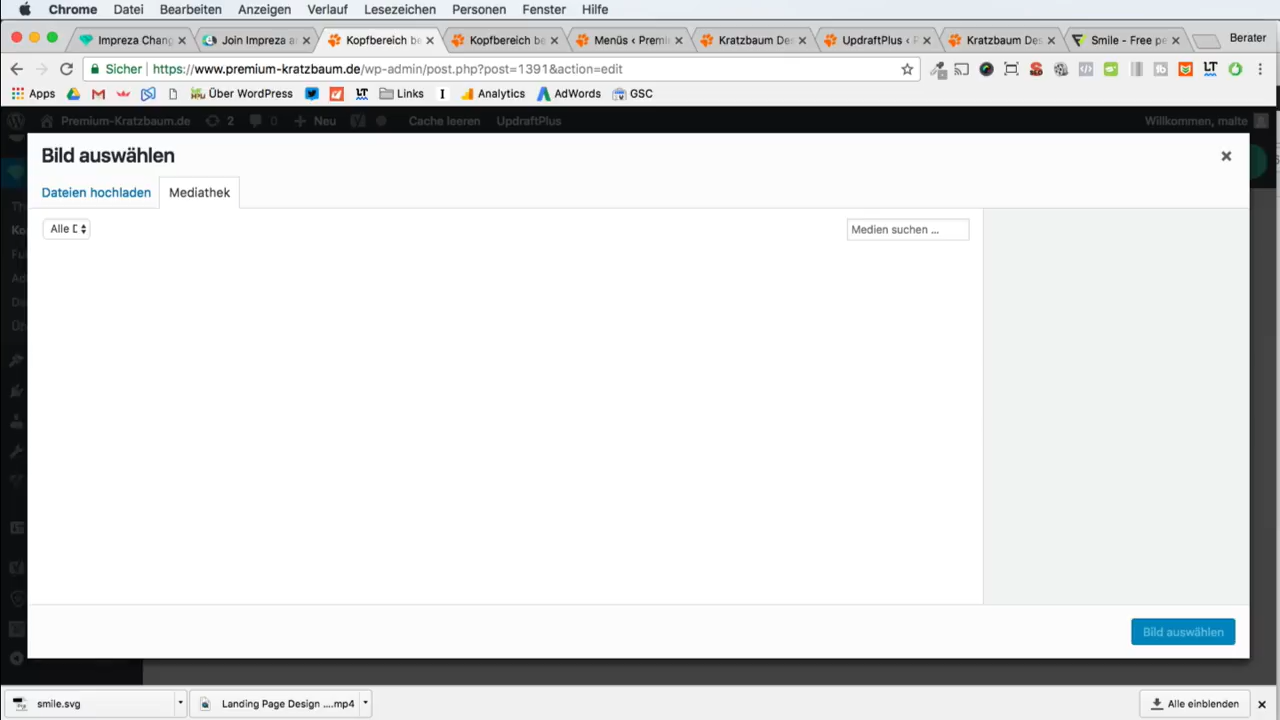 Chrome Datei Bearbeiten Anzeigen Verlauf Lesezeichen Personen Fenster Hilfe
Impreza Chang Join Impreza a Kopfbereich be Kopfbereich be Menüs ‹ Premi Kratzbaum Des UpdraftPlus ‹ P Kratzbaum Des Smile - Free pe Berater
Sicher https://www.premium-kratzbaum.de/wp-admin/post.php?post=1391&action=edit
Apps Über WordPress LT Links I Analytics AdWords GSC
Premium-Kratzbaum.de 2 0 Neu Cache leeren UpdraftPlus Willkommen, malte
Bild auswählen
Dateien hochladen Mediathek
Alle D Medien suchen ...
Bild auswählen
smile.svg Landing Page Design ....mp4 Alle einblenden